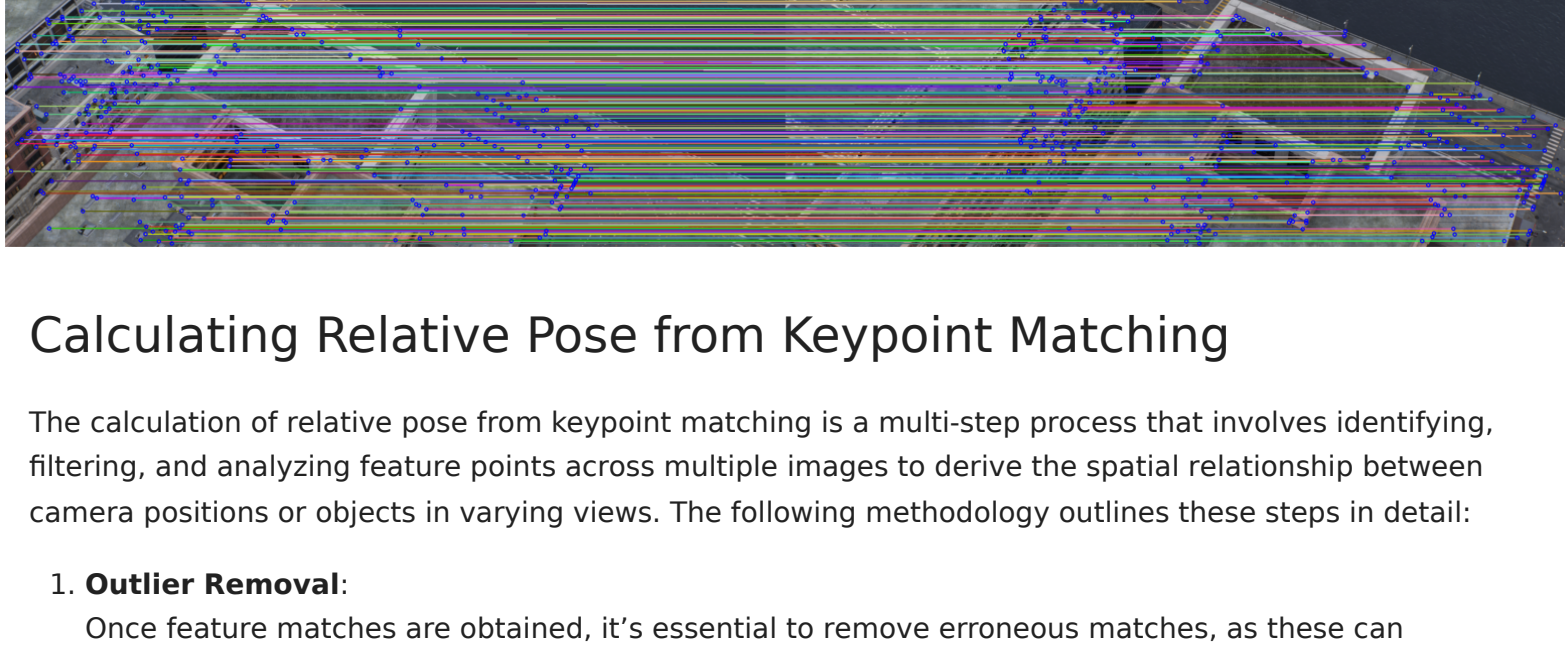 Calculating Relative Pose from Keypoint Matching
The calculation of relative pose from keypoint matching is a multi-step process that involves identifying,
filtering, and analyzing feature points across multiple images to derive the spatial relationship between
camera positions or objects in varying views. The following methodology outlines these steps in detail:
1. Outlier Removal:
Once feature matches are obtained, it’s essential to remove erroneous matches, as these can